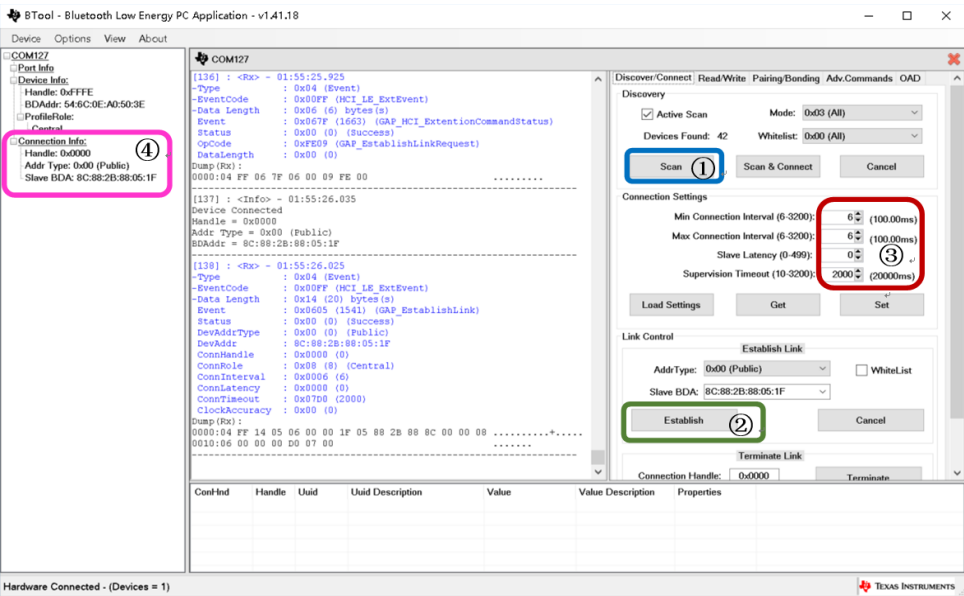 BTool - Bluetooth Low Energy PC Application - v1.41.18
Device Options View About
COM127
Port Info
Device Info:
Handle: 0xFFFE
BDAddr: 54:6C:0E:A0:50:3E
ProfileRole:
Central
Connection Info:
Handle: 0x0000
Addr Type: 0x00 (Public)
Slave BDA: 8C:88:2B:88:05:1F
④
COM127
[136] : <Rx> - 01:55:25.925
-Type : 0x04 (Event)
-EventCode : 0x00FF (HCI_LE_ExtEvent)
-Data Length : 0x06 (6) bytes(s)
Event : 0x067F (1663) (GAP_HCI_ExtentionCommandStatus)
Status : 0x00 (0) (Success)
OpCode : 0xFE09 (GAP_EstablishLinkRequest)
DataLength : 0x00 (0)
Dump(Rx):
0000:04 FF 06 7F 06 00 09 FE 00 .........
[137] : <Info> - 01:55:26.035
Device Connected
Handle = 0x0000
Addr Type = 0x00 (Public)
BDAddr = 8C:88:2B:88:05:1F
[138] : <Rx> - 01:55:26.025
-Type : 0x04 (Event)
-EventCode : 0x00FF (HCI_LE_ExtEvent)
-Data Length : 0x14 (20) bytes(s)
Event : 0x0605 (1541) (GAP_EstablishLink)
Status : 0x00 (0) (Success)
DevAddrType : 0x00 (0) (Public)
DevAddr : 8C:88:2B:88:05:1F
ConnHandle : 0x0000 (0)
ConnRole : 0x08 (8) (Central)
ConnInterval : 0x0006 (6)
ConnLatency : 0x0000 (0)
ConnTimeout : 0x07D0 (2000)
ClockAccuracy : 0x00 (0)
Dump(Rx):
0000:04 FF 14 05 06 00 00 1F 05 88 2B 88 8C 00 00 08 ..........+.....
0010:06 00 00 00 D0 07 00 .......
Discover/Connect Read/Write Pairing/Bonding Adv.Commands OAD
Discovery
Active Scan Mode: 0x03 (All)
Devices Found: 42 Whitelist: 0x00 (All)
Scan ① Scan & Connect Cancel
Connection Settings
Min Connection Interval (6-3200): 6 (100.00ms)
Max Connection Interval (6-3200): 6 (100.00ms)
Slave Latency (0-499): 0 ③
Supervision Timeout (10-3200): 2000 (20000ms)
Load Settings Get Set
Link Control
Establish Link
AddrType: 0x00 (Public) WhiteList
Slave BDA: 8C:88:2B:88:05:1F
Establish ② Cancel
Terminate Link
Connection Handle: 0x0000 Terminate
ConHnd Handle Uuid Uuid Description Value Value Description Properties
Hardware Connected - (Devices = 1)
TEXAS INSTRUMENTS